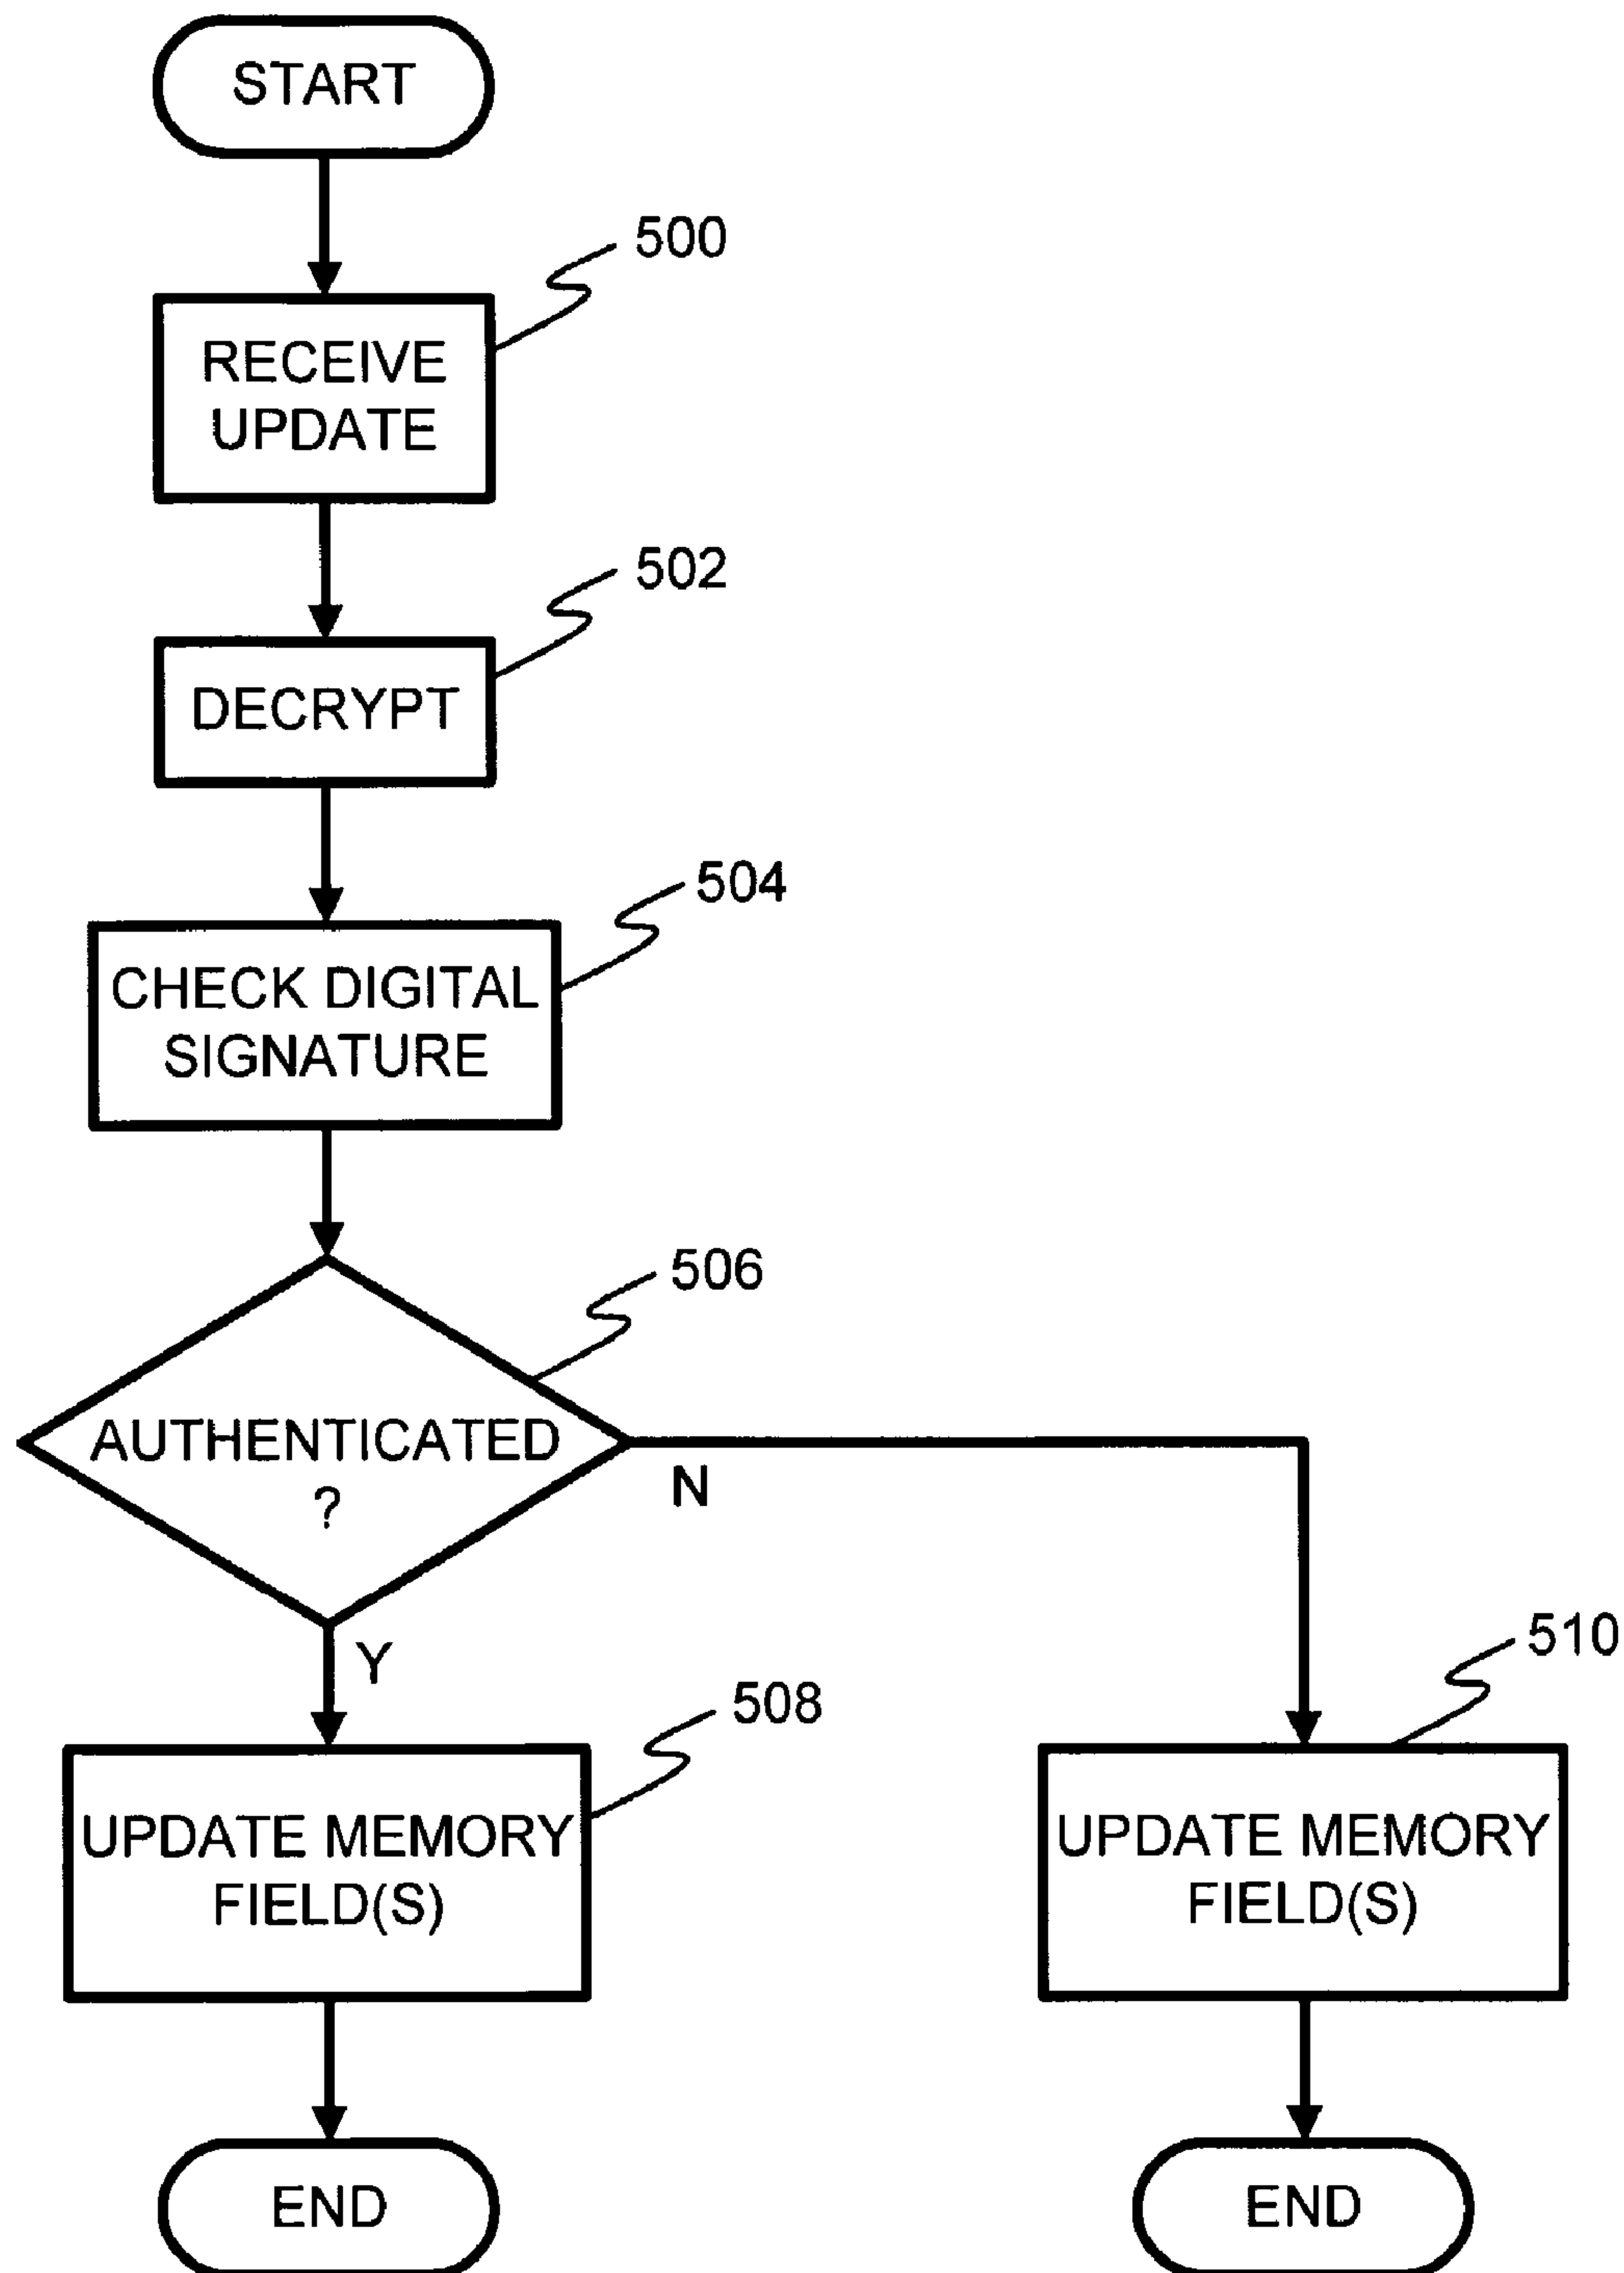 START
500
RECEIVE
UPDATE
502
DECRYPT
504
CHECK DIGITAL
SIGNATURE
506
AUTHENTICATED
?
N
Y
510
508
UPDATE MEMORY
FIELD(S)
UPDATE MEMORY
FIELD(S)
END
END